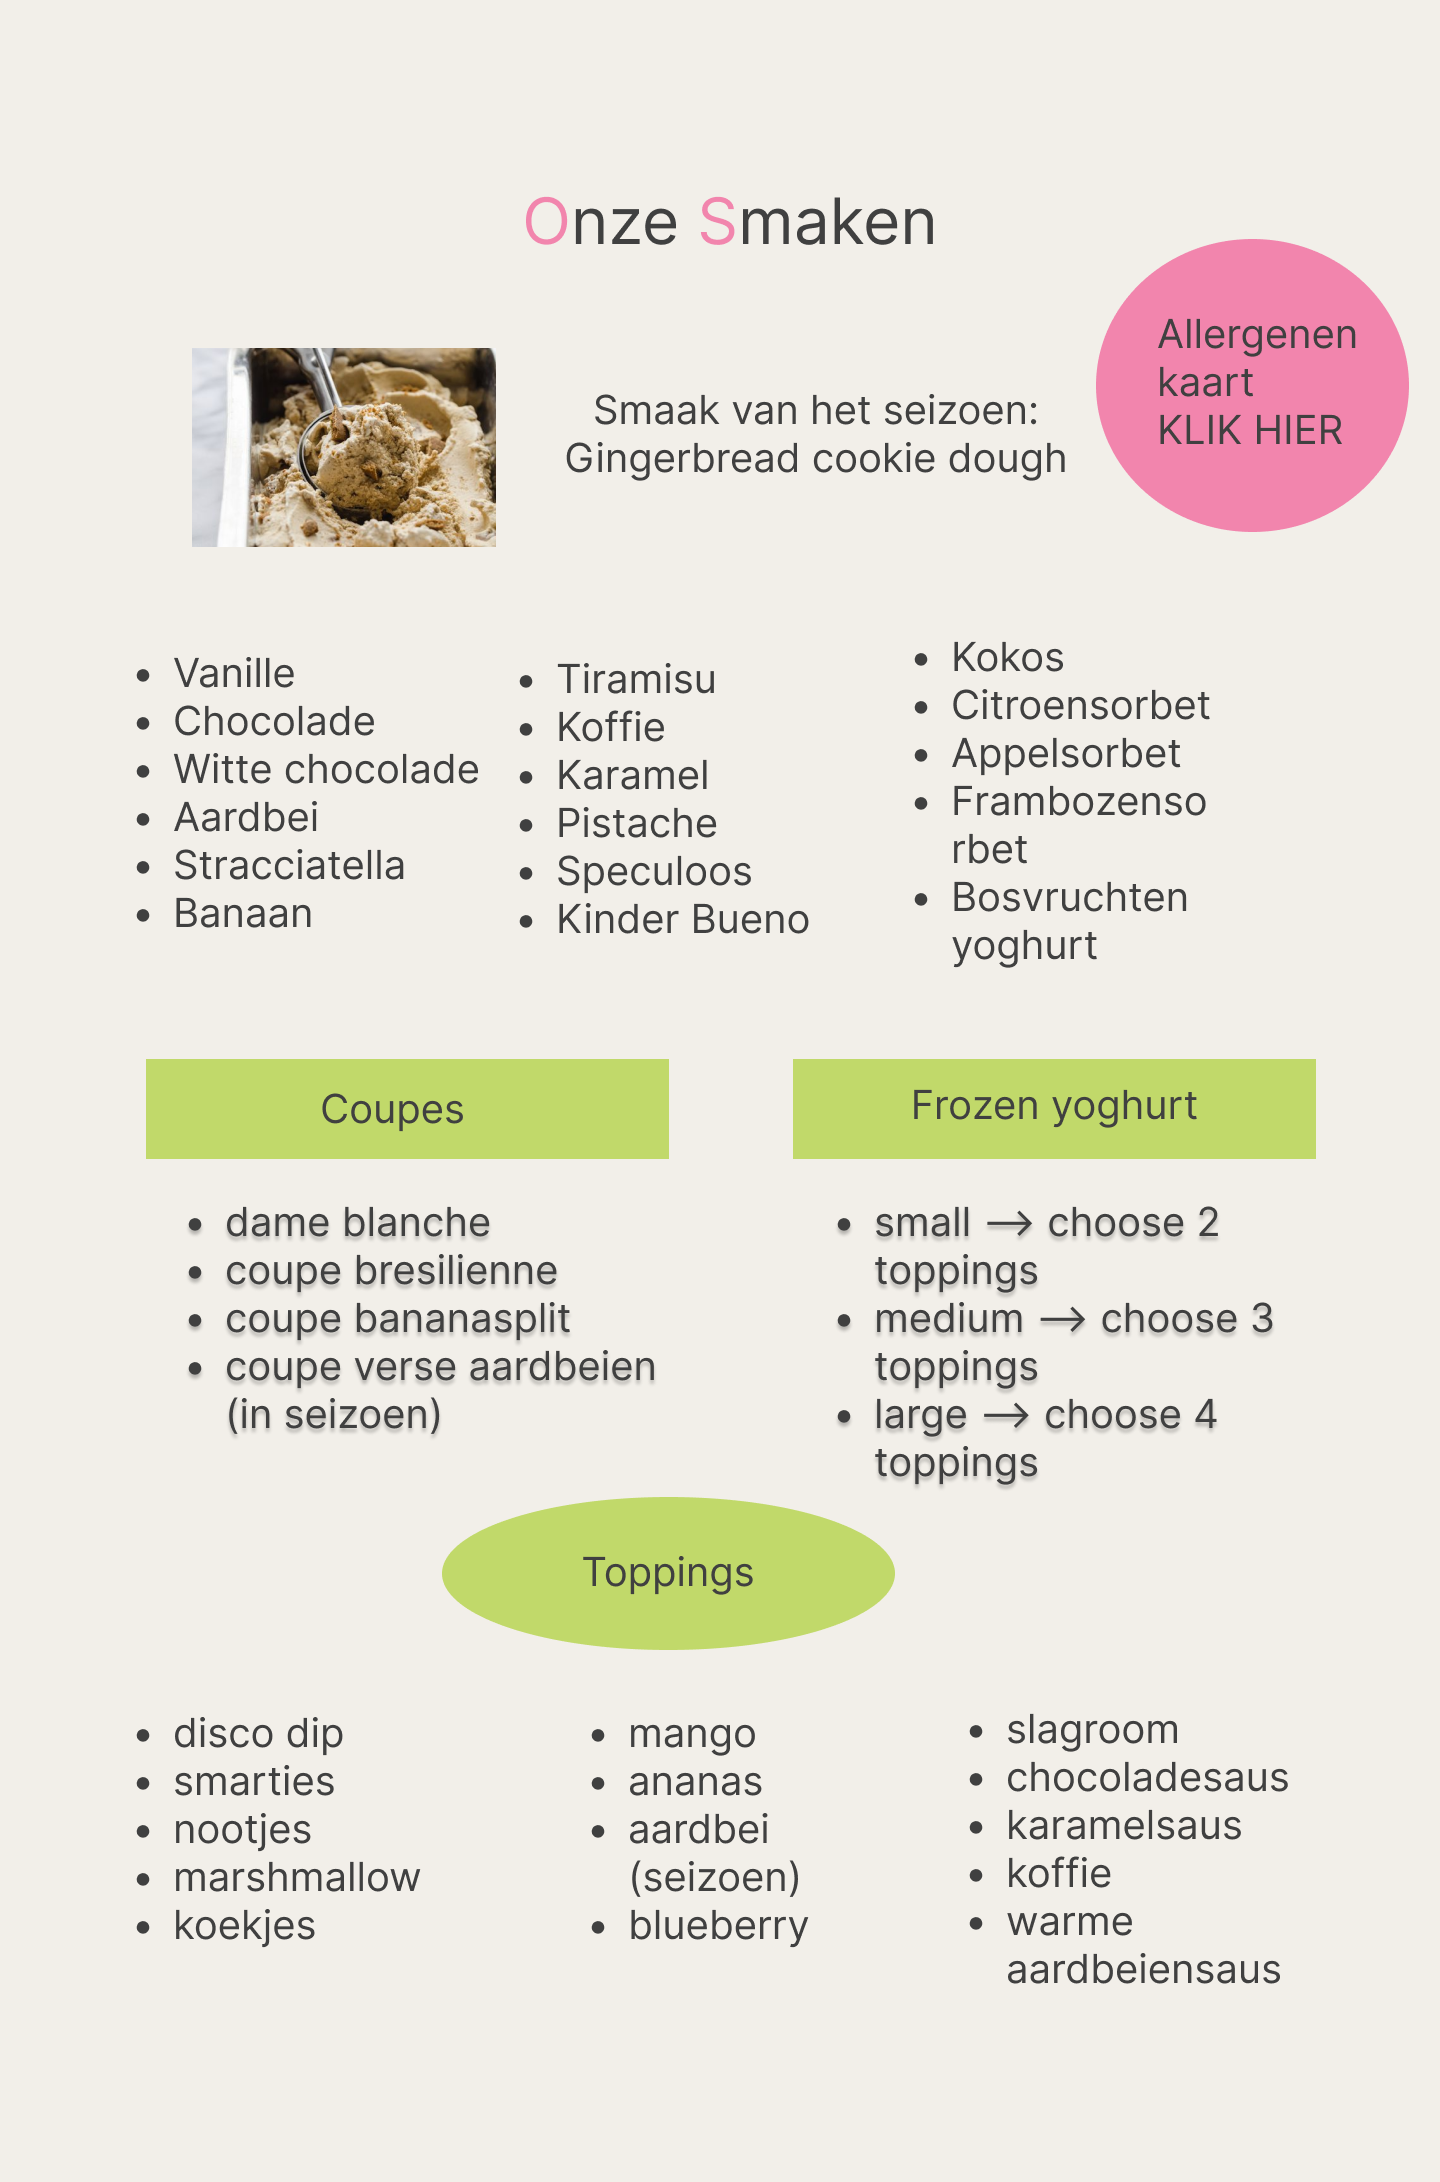 Onze Smaken
Allergenen
kaart
KLIK HIER
Smaak van het seizoen:
Gingerbread cookie dough
Vanille
Chocolade
Witte chocolade
Aardbei
Stracciatella
Banaan
Tiramisu
Koffie
Karamel
Pistache
Speculoos
Kinder Bueno
Kokos
Citroensorbet
Appelsorbet
Frambozenso
rbet
Bosvruchten
yoghurt
Coupes
dame blanche
coupe bresilienne
coupe bananasplit
coupe verse aardbeien
(in seizoen)
Frozen yoghurt
small → choose 2
toppings
medium → choose 3
toppings
large → choose 4
toppings
Toppings
disco dip
smarties
nootjes
marshmallow
koekjes
mango
ananas
aardbei
(seizoen)
blueberry
slagroom
chocoladesaus
karamelsaus
koffie
warme
aardbeiensaus